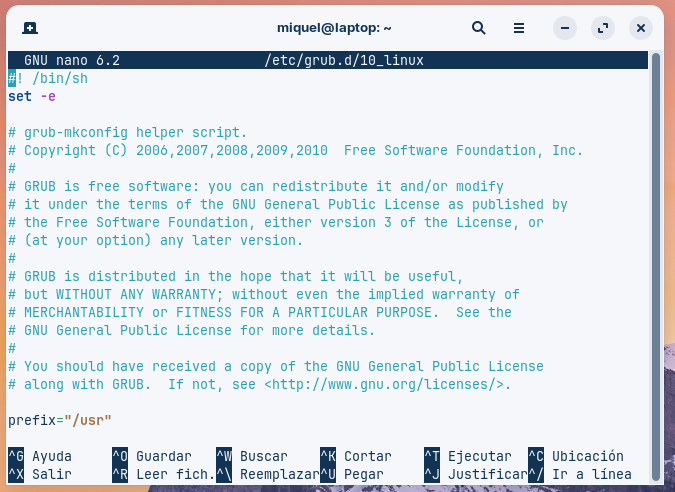 miquel@laptop: ~
GNU nano 6.2 /etc/grub.d/10_linux
#! /bin/sh
set -e
# grub-mkconfig helper script.
# Copyright (C) 2006,2007,2008,2009,2010  Free Software Foundation, Inc.
#
# GRUB is free software: you can redistribute it and/or modify
# it under the terms of the GNU General Public License as published by
# the Free Software Foundation, either version 3 of the License, or
# (at your option) any later version.
#
# GRUB is distributed in the hope that it will be useful,
# but WITHOUT ANY WARRANTY; without even the implied warranty of
# MERCHANTABILITY or FITNESS FOR A PARTICULAR PURPOSE.  See the
# GNU General Public License for more details.
#
# You should have received a copy of the GNU General Public License
# along with GRUB.  If not, see <http://www.gnu.org/licenses/>.
prefix="/usr"
^G Ayuda ^O Guardar ^W Buscar ^K Cortar ^T Ejecutar ^C Ubicación
^X Salir ^R Leer fich. ^\ Reemplazar ^U Pegar ^J Justificar ^/ Ir a línea